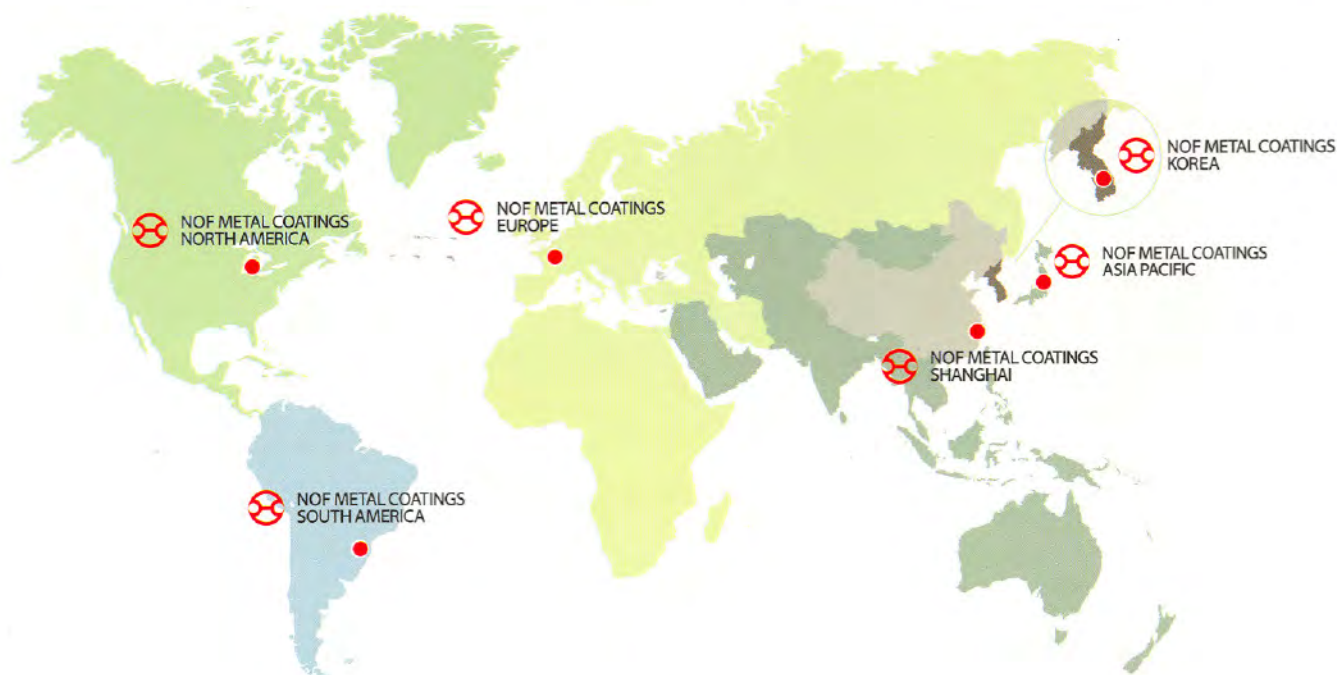 NOF METAL COATINGS
KOREA
NOF METAL COATINGS
EUROPE
NOF METAL COATINGS
NORTH AMERICA
NOF METAL COATINGS
ASIA PACIFIC
NOF METAL COATINGS
SHANGHAI
NOF METAL COATINGS
SOUTH AMERICA